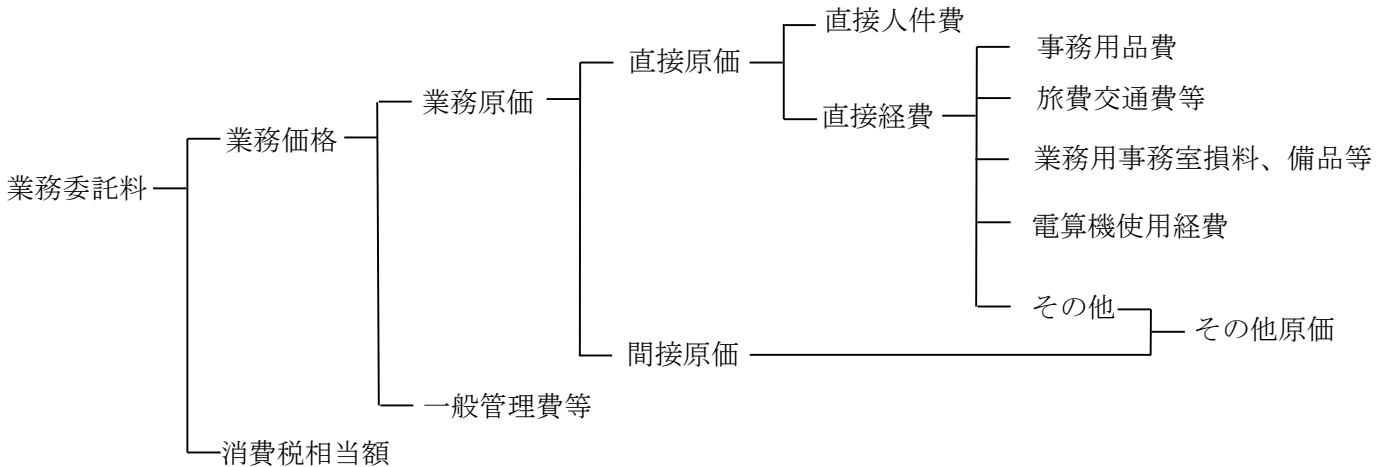 直接人件費
事務用品費
直接原価
旅費交通費等
業務原価
直接経費
業務価格
業務用事務室損料、備品等
業務委託料
電算機使用経費
その他
その他原価
間接原価
一般管理費等
消費税相当額